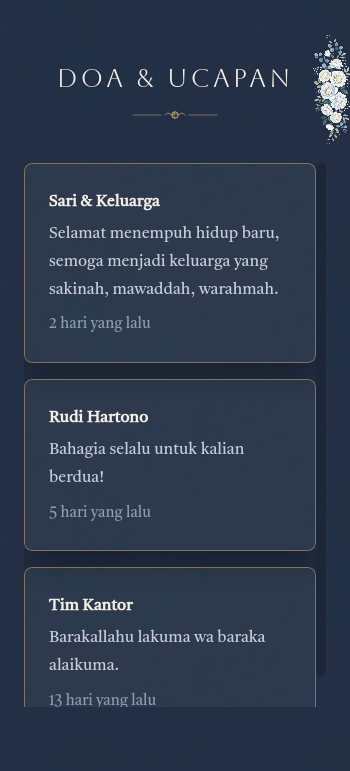 DOA & UCAPAN
Sari & Keluarga
Selamat menempuh hidup baru,
semoga menjadi keluarga yang
sakinah, mawaddah, warahmah.
2 hari yang lalu
Rudi Hartono
Bahagia selalu untuk kalian
berdua!
5 hari yang lalu
Tim Kantor
Barakallahu lakuma wa baraka
alaikuma.
13 hari yang lalu